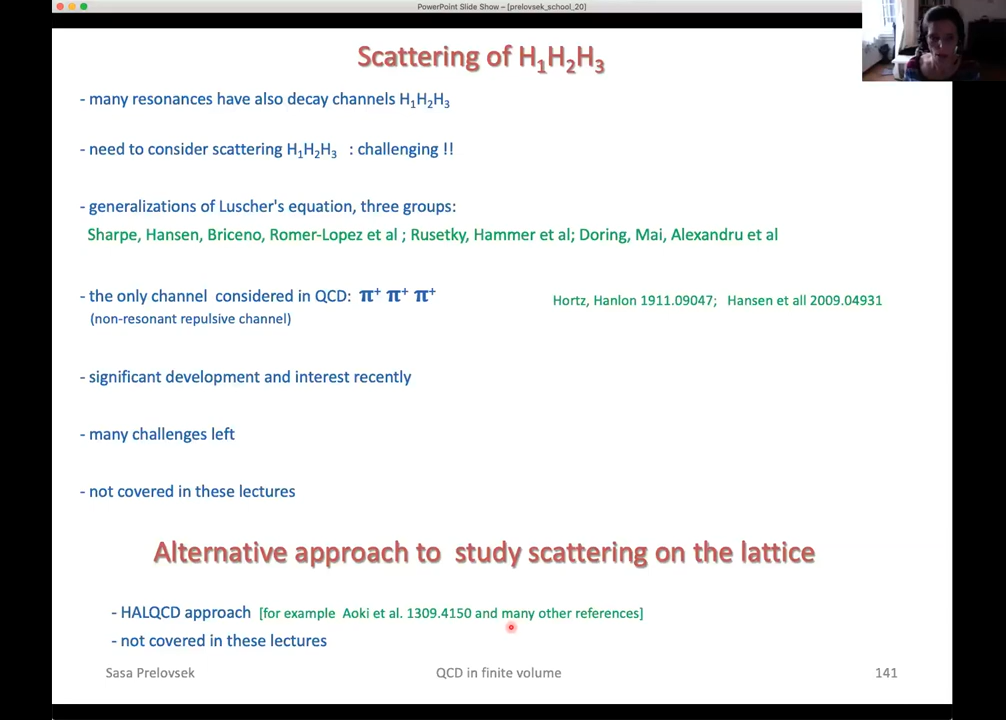 PowerPoint Slide Show – [prelovsek_school_20]
Scattering of H₁H₂H₃
- many resonances have also decay channels H₁H₂H₃
- need to consider scattering H₁H₂H₃ : challenging !!
- generalizations of Luscher's equation, three groups:
Sharpe, Hansen, Briceno, Romer-Lopez et al ; Rusetky, Hammer et al; Doring, Mai, Alexandru et al
- the only channel considered in QCD: π⁺ π⁺ π⁺
Hortz, Hanlon 1911.09047; Hansen et all 2009.04931
(non-resonant repulsive channel)
- significant development and interest recently
- many challenges left
- not covered in these lectures
Alternative approach to study scattering on the lattice
- HALQCD approach [for example Aoki et al. 1309.4150 and many other references]
- not covered in these lectures
Sasa Prelovsek QCD in finite volume 141